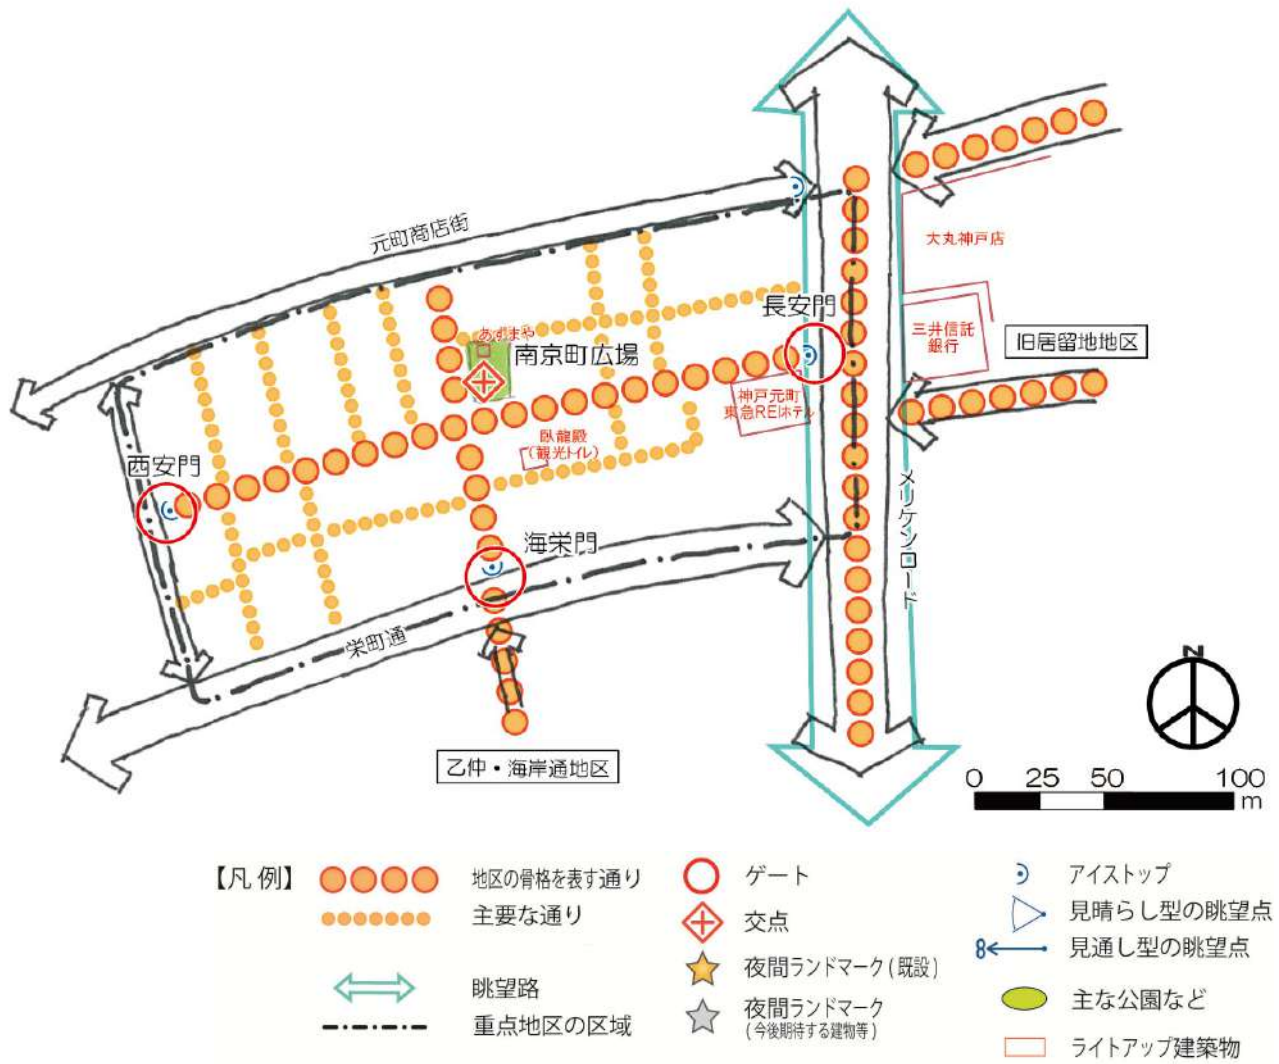 元町商店街
大丸神戸店
長安門
三井信託
銀行
旧居留地地区
あずまや
南京町広場
神戸元町
東急REIホテル
臥龍殿
(観光トイレ)
西安門
メリケンロード
海栄門
栄町通
N
乙仲・海岸通地区
0 25 50 100
m
【凡例】
地区の骨格を表す通り
主要な通り
眺望路
重点地区の区域
ゲート
交点
夜間ランドマーク(既設)
夜間ランドマーク
(今後期待する建物等)
アイストップ
見晴らし型の眺望点
見通し型の眺望点
主な公園など
ライトアップ建築物